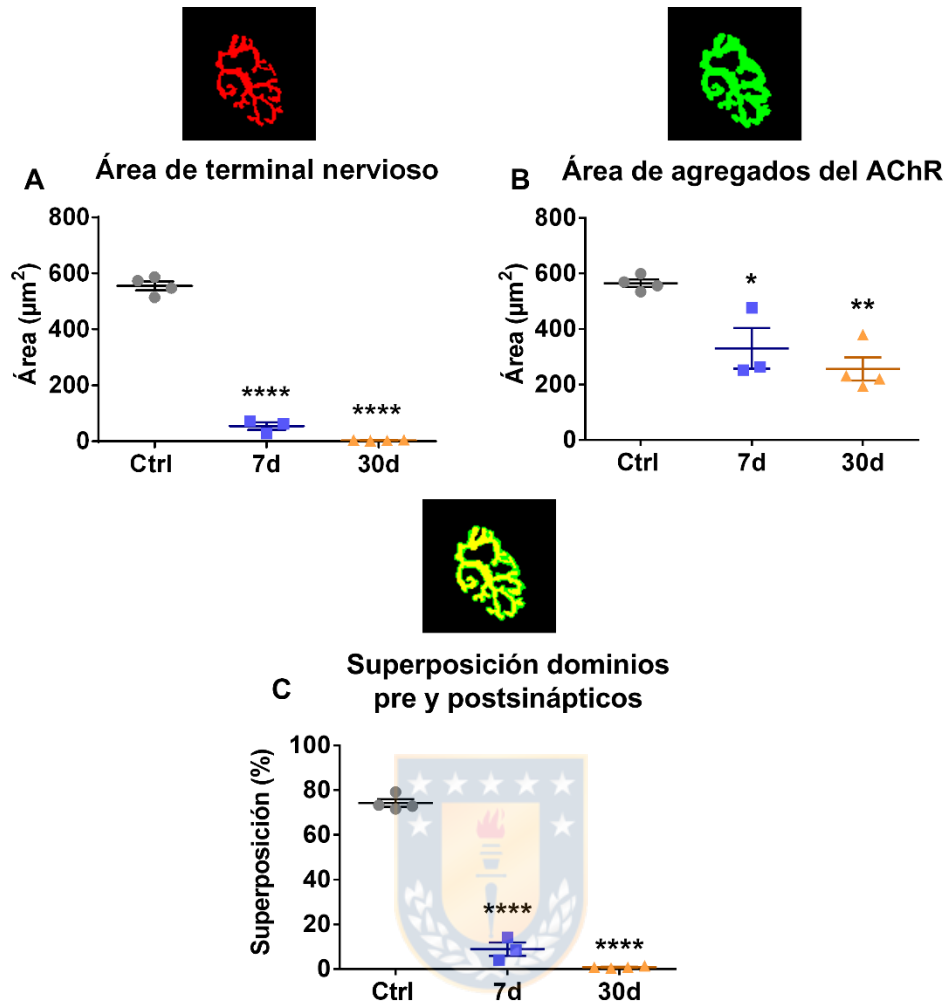 A
Área de terminal nervioso
Área (µm²)
800
600
400
200
0
****
****
Ctrl
7d
30d
B
Área de agregados del AChR
Área (µm²)
800
600
400
200
0
*
**
Ctrl
7d
30d
C
Superposición dominios
pre y postsinápticos
Superposición (%)
100
80
60
40
20
0
****
****
Ctrl
7d
30d